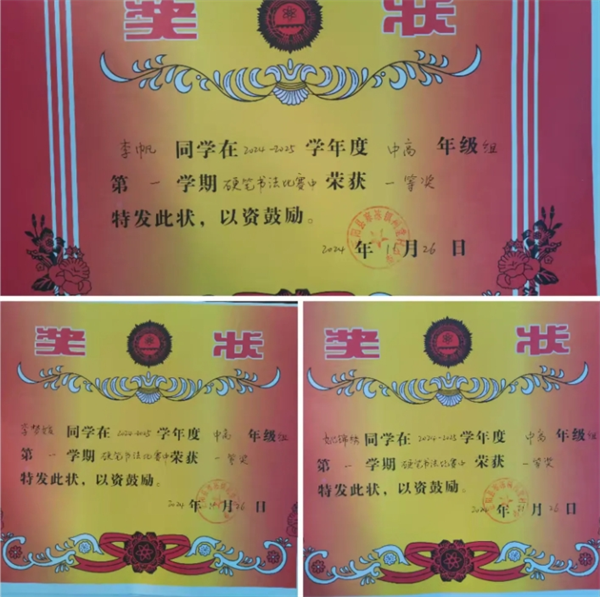 奖 状
李帆 同学在 2024-2025 学年度 中高 年级组
第 一 学期 硬笔书法比赛中 荣获 一等奖
特发此状，以资鼓励。
2024 年 11 月 26 日
奖 状
李梦 同学在 2024-2025 学年度 中高 年级组
第 一 学期 硬笔书法比赛中 荣获 一等奖
特发此状，以资鼓励。
2024 年 11 月 26 日
奖 状
同学在 2024-2025 学年度 中高 年级组
第 一 学期 硬笔书法比赛中 荣获 一等奖
特发此状，以资鼓励。
2024 年 11 月 26 日